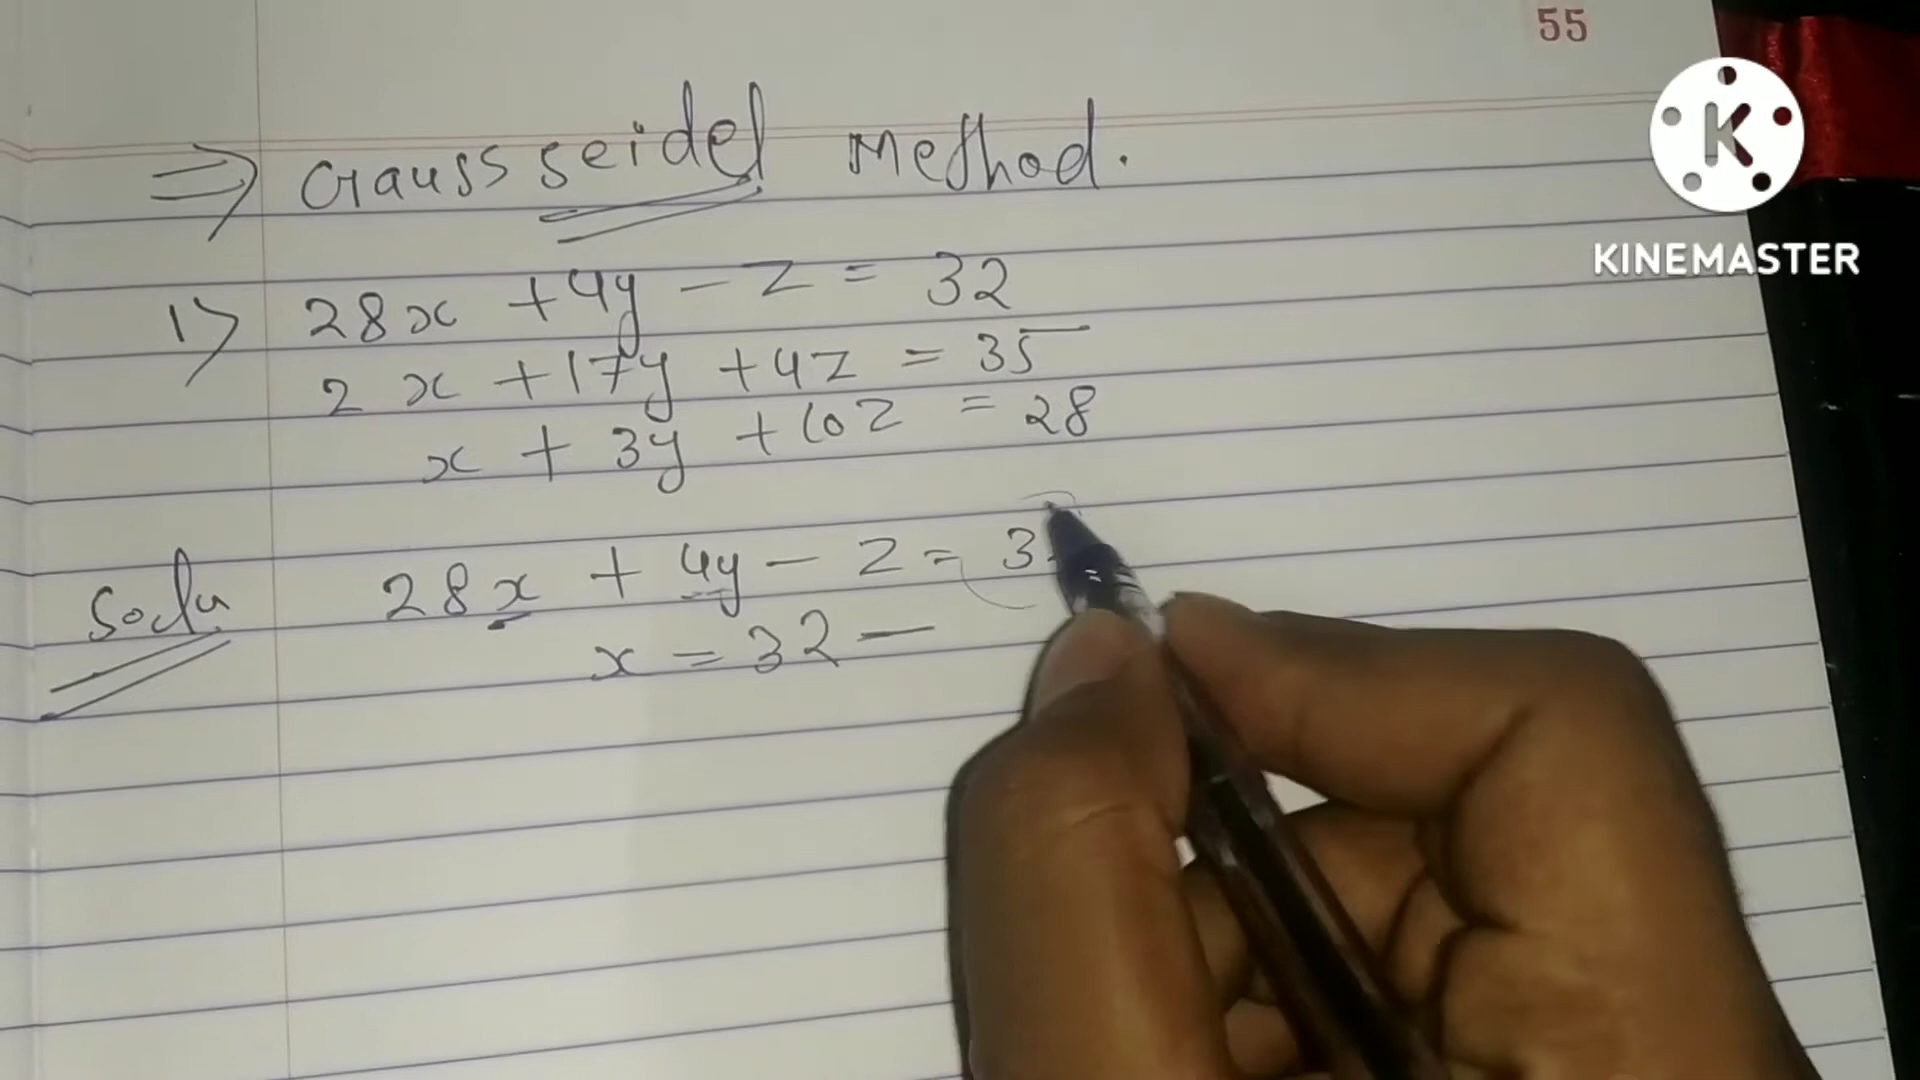 55
⇒ Gauss seidel Method.
KINEMASTER
1) 28x + 4y - z = 32
2x + 17y + 4z = 35
x + 3y + 10z = 28
Soln 28x + 4y - z = 3
x = 32 -